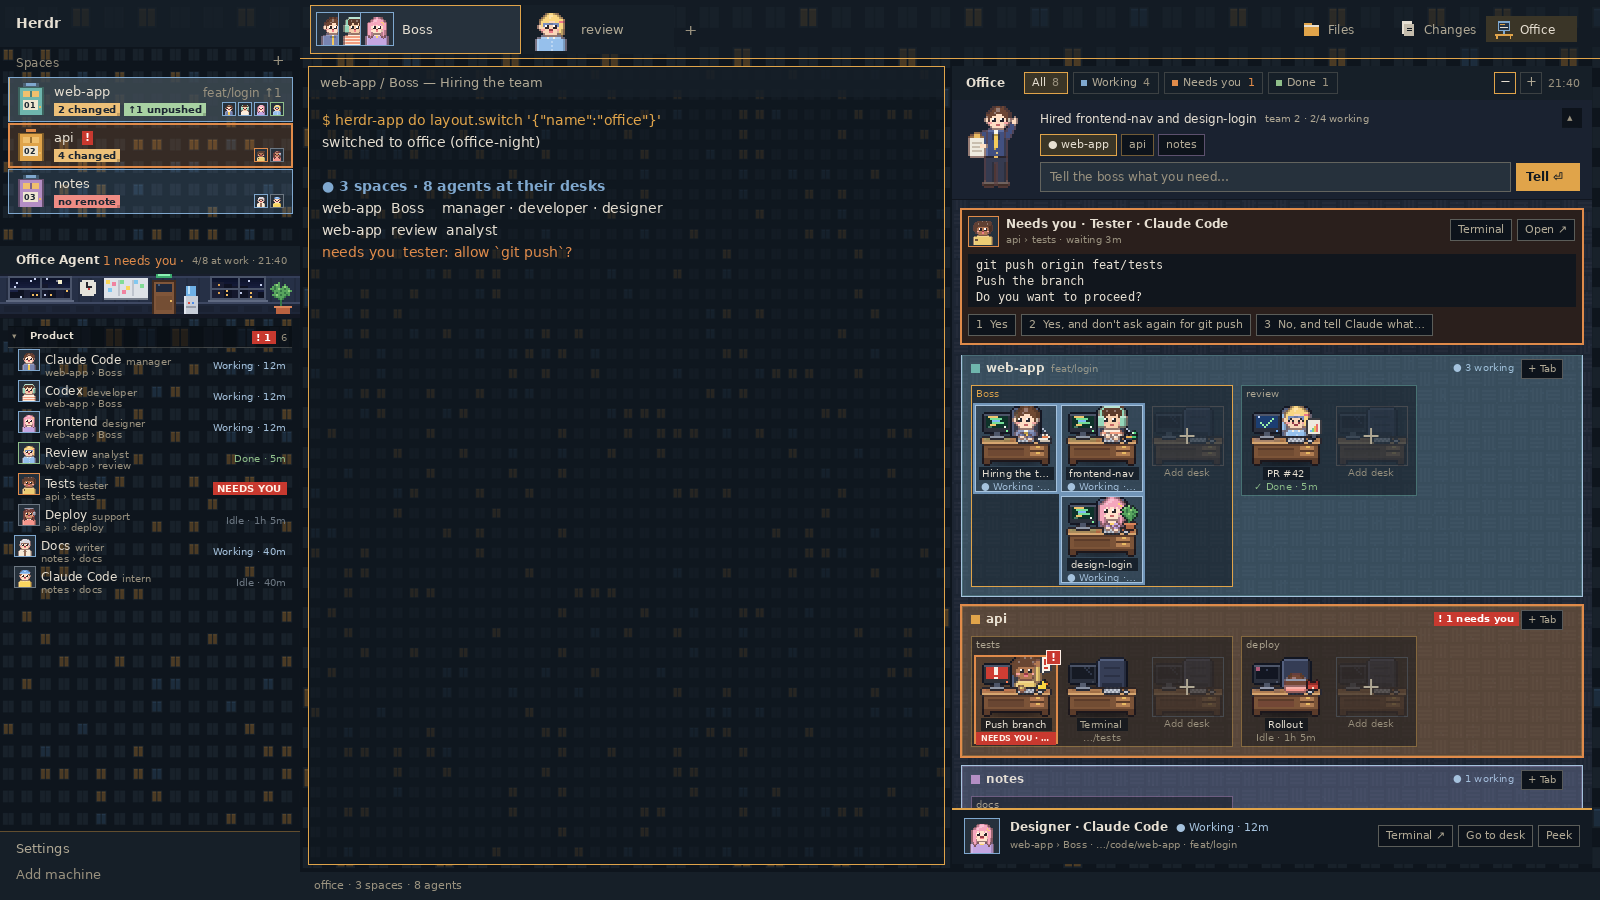 Herdr
Spaces
+
01
web-app
feat/login ↑1
2 changed
↑1 unpushed
02
api
!
4 changed
03
notes
no remote
Office Agent
1 needs you ·
4/8 at work · 21:40
Product
! 1
6
Claude Code manager
web-app › Boss
Working · 12m
Codex developer
web-app › Boss
Working · 12m
Frontend designer
web-app › Boss
Working · 12m
Review analyst
web-app › review
Done · 5m
Tests tester
api › tests
NEEDS YOU
Deploy support
api › deploy
Idle · 1h 5m
Docs writer
notes › docs
Working · 40m
Claude Code intern
notes › docs
Idle · 40m
Settings
Add machine
Boss
review
+
Files
Changes
Office
web-app / Boss — Hiring the team
$ herdr-app do layout.switch '{"name":"office"}'
switched to office (office-night)
● 3 spaces · 8 agents at their desks
web-app Boss manager · developer · designer
web-app review analyst
needs you tester: allow `git push`?
office · 3 spaces · 8 agents
Office
All 8
Working 4
Needs you 1
Done 1
−
+
21:40
Hired frontend-nav and design-login team 2 · 2/4 working
● web-app
api
notes
Tell the boss what you need...
Tell ⏎
Needs you · Tester · Claude Code
api › tests · waiting 3m
Terminal
Open ↗
git push origin feat/tests
Push the branch
Do you want to proceed?
1 Yes
2 Yes, and don't ask again for git push
3 No, and tell Claude what…
web-app feat/login
● 3 working
+ Tab
Boss
Hiring the t…
● Working ·…
frontend-nav
● Working ·…
+
Add desk
design-login
● Working ·…
review
PR #42
✓ Done · 5m
+
Add desk
api
! 1 needs you
+ Tab
tests
!
!
Push branch
NEEDS YOU · …
Terminal
…/tests
+
Add desk
deploy
Rollout
Idle · 1h 5m
+
Add desk
notes
● 1 working
+ Tab
docs
Designer · Claude Code ● Working · 12m
web-app › Boss · …/code/web-app · feat/login
Terminal ↗
Go to desk
Peek